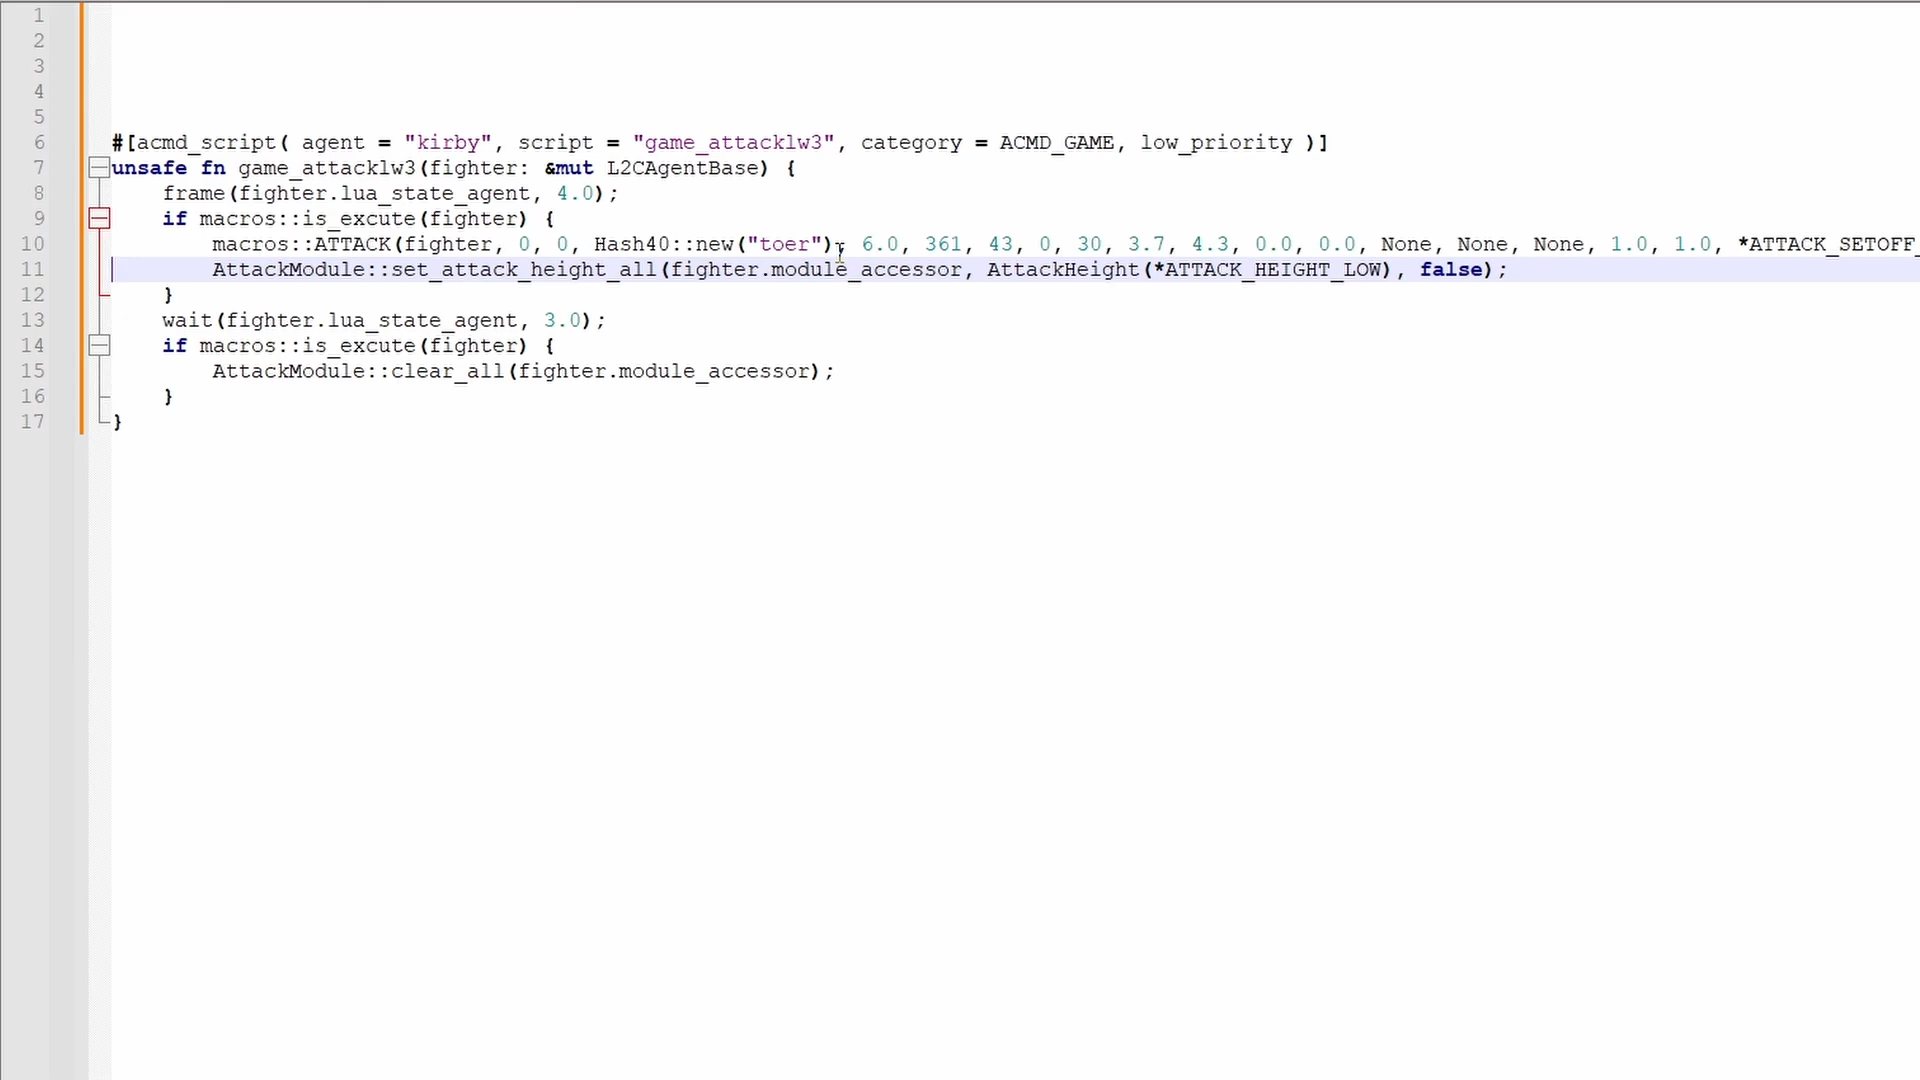 1
2
3
4
5
6 #[acmd_script( agent = "kirby", script = "game_attacklw3", category = ACMD_GAME, low_priority )]
7 unsafe fn game_attacklw3(fighter: &mut L2CAgentBase) {
8 frame(fighter.lua_state_agent, 4.0);
9 if macros::is_excute(fighter) {
10 macros::ATTACK(fighter, 0, 0, Hash40::new("toer"), 6.0, 361, 43, 0, 30, 3.7, 4.3, 0.0, 0.0, None, None, None, 1.0, 1.0, *ATTACK_SETOFF_
11 AttackModule::set_attack_height_all(fighter.module_accessor, AttackHeight(*ATTACK_HEIGHT_LOW), false);
12 }
13 wait(fighter.lua_state_agent, 3.0);
14 if macros::is_excute(fighter) {
15 AttackModule::clear_all(fighter.module_accessor);
16 }
17 }